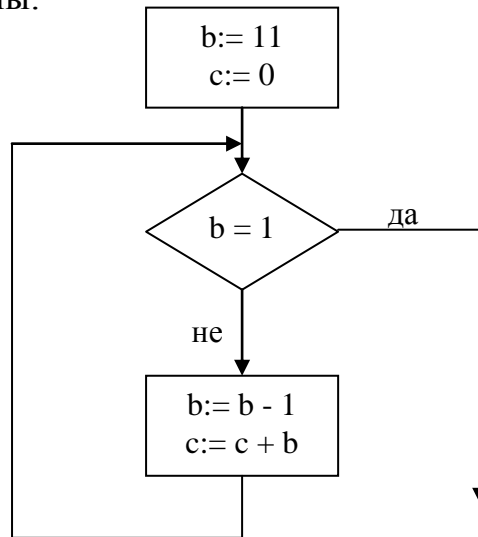 b:= 11
c:= 0
b = 1
да
не
b:= b - 1
c:= c + b